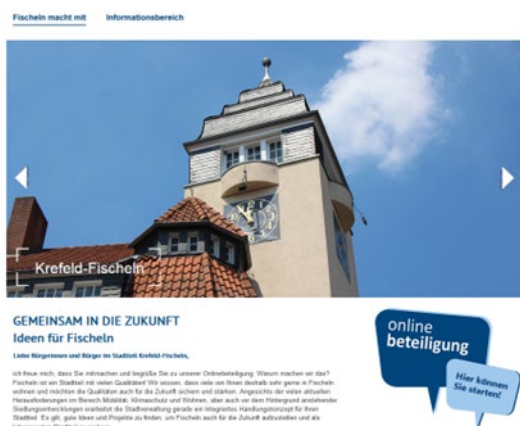 Fischeln macht mit Informationsbereich
Krefeld-Fischeln
GEMEINSAM IN DIE ZUKUNFT
Ideen für Fischeln
Liebe Bürgerinnen und Bürger im Stadtteil Krefeld-Fischeln,
ich freue mich, dass Sie mitmachen und begrüße Sie zu unserer Onlinebeteiligung. Warum machen wir das?
Fischeln ist ein Stadtteil mit vielen Qualitäten! Wir wissen, dass viele von Ihnen deshalb sehr gerne in Fischeln
wohnen und möchten die Qualitäten auch für die Zukunft sichern und stärken. Angesichts der vielen aktuellen
Herausforderungen im Bereich Mobilität, Klimaschutz und Wohnen, aber auch vor dem Hintergrund anstehender
Siedlungsentwicklungen erarbeitet die Stadtverwaltung gerade ein Integriertes Handlungskonzept für Ihren
Stadtteil. Es gilt, gute Ideen und Projekte zu finden, um Fischeln auch für die Zukunft aufzustellen und als
online
beteiligung
Hier können
Sie starten!